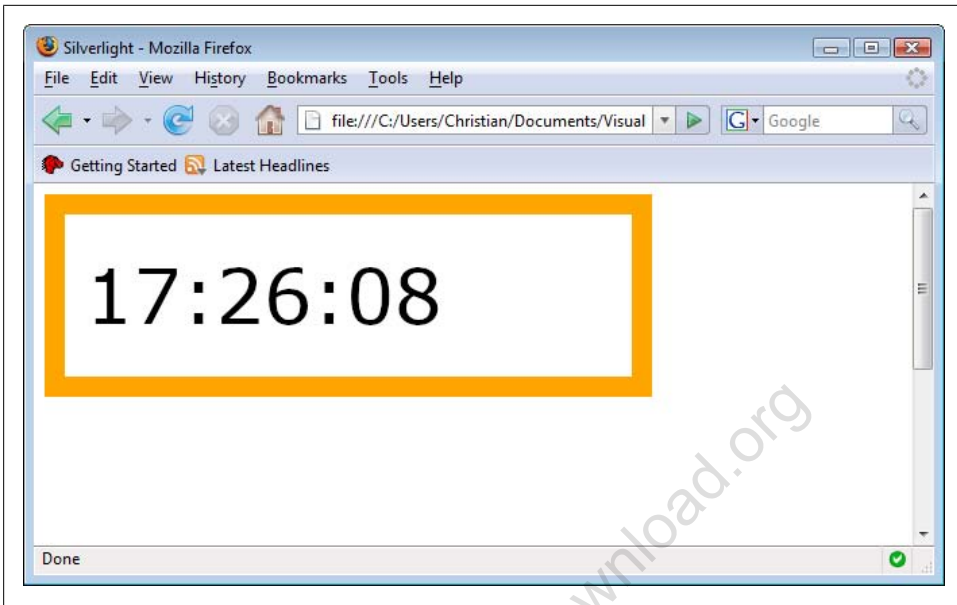 Silverlight - Mozilla Firefox
File Edit View History Bookmarks Tools Help
file:///C:/Users/Christian/Documents/Visual G Google
Getting Started Latest Headlines
17:26:08
Done